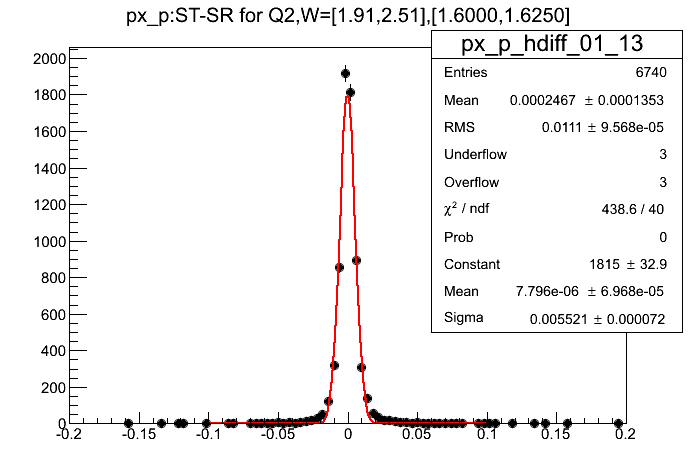 px_p:ST-SR for Q2,W=[1.91,2.51],[1.6000,1.6250]
px_p_hdiff_01_13
Entries 6740
Mean 0.0002467 ± 0.0001353
RMS 0.0111 ± 9.568e-05
Underflow 3
Overflow 3
χ² / ndf 438.6 / 40
Prob 0
Constant 1815 ± 32.9
Mean 7.796e-06 ± 6.968e-05
Sigma 0.005521 ± 0.000072
2000
1800
1600
1400
1200
1000
800
600
400
200
0
-0.2 -0.15 -0.1 -0.05 0 0.05 0.1 0.15 0.2